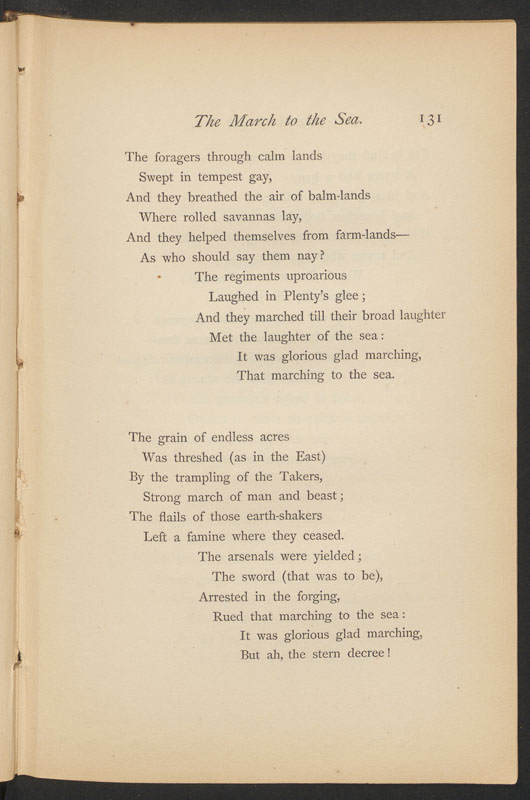 The March to the Sea. 131
The foragers through calm lands
Swept in tempest gay,
And they breathed the air of balm-lands
Where rolled savannas lay,
And they helped themselves from farm-lands—
As who should say them nay?
The regiments uproarious
Laughed in Plenty's glee;
And they marched till their broad laughter
Met the laughter of the sea:
It was glorious glad marching,
That marching to the sea.
The grain of endless acres
Was threshed (as in the East)
By the trampling of the Takers,
Strong march of man and beast;
The flails of those earth-shakers
Left a famine where they ceased.
The arsenals were yielded;
The sword (that was to be),
Arrested in the forging,
Rued that marching to the sea:
It was glorious glad marching,
But ah, the stern decree!